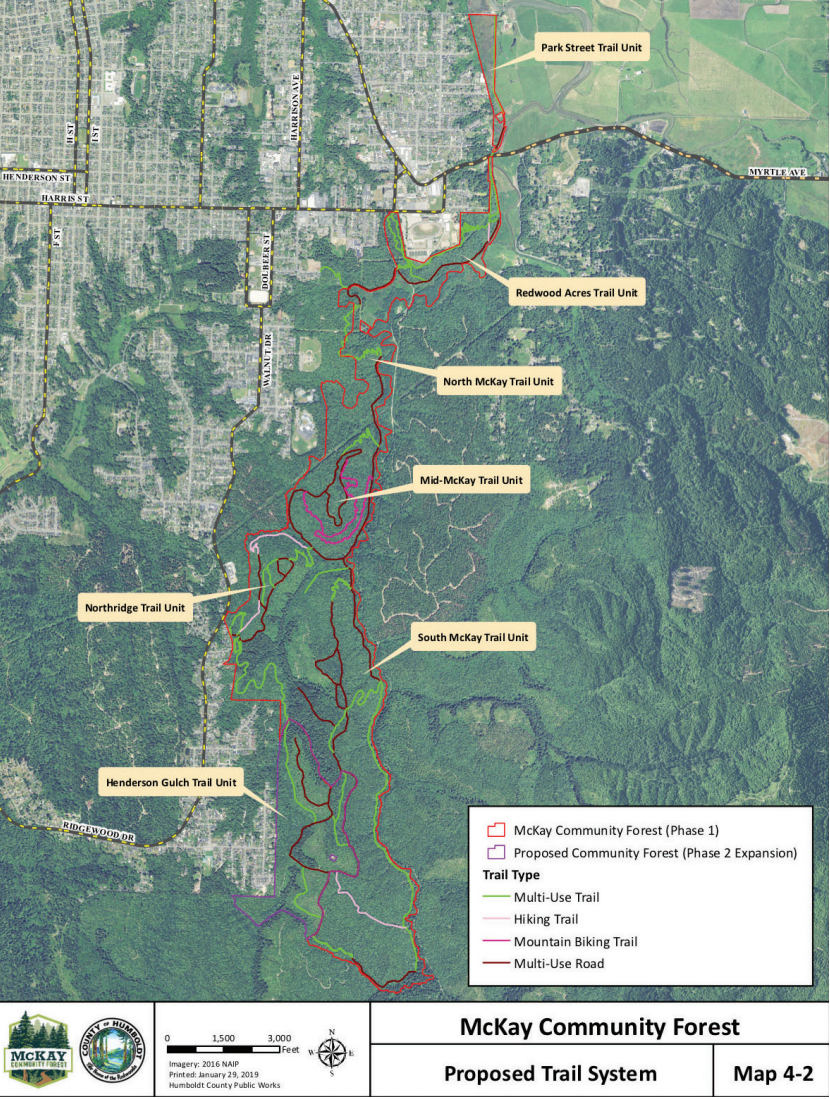 Park Street Trail Unit
HARRISON AVE
H ST
I ST
MYRTLE AVE
HENDERSON ST
HARRIS ST
F ST
DOLBEER ST
Redwood Acres Trail Unit
WALNUT DR
North McKay Trail Unit
Mid-McKay Trail Unit
Northridge Trail Unit
South McKay Trail Unit
Henderson Gulch Trail Unit
RIDGEWOOD DR
McKay Community Forest (Phase 1)
Proposed Community Forest (Phase 2 Expansion)
Trail Type
Multi-Use Trail
Hiking Trail
Mountain Biking Trail
Multi-Use Road
McKAY
COMMUNITY FOREST
COUNTY OF HUMBOLDT
0 1,500 3,000
Feet
N
W E
S
Imagery: 2016 NAIP
Printed: January 29, 2019
Humboldt County Public Works
McKay Community Forest
Proposed Trail System
Map 4-2